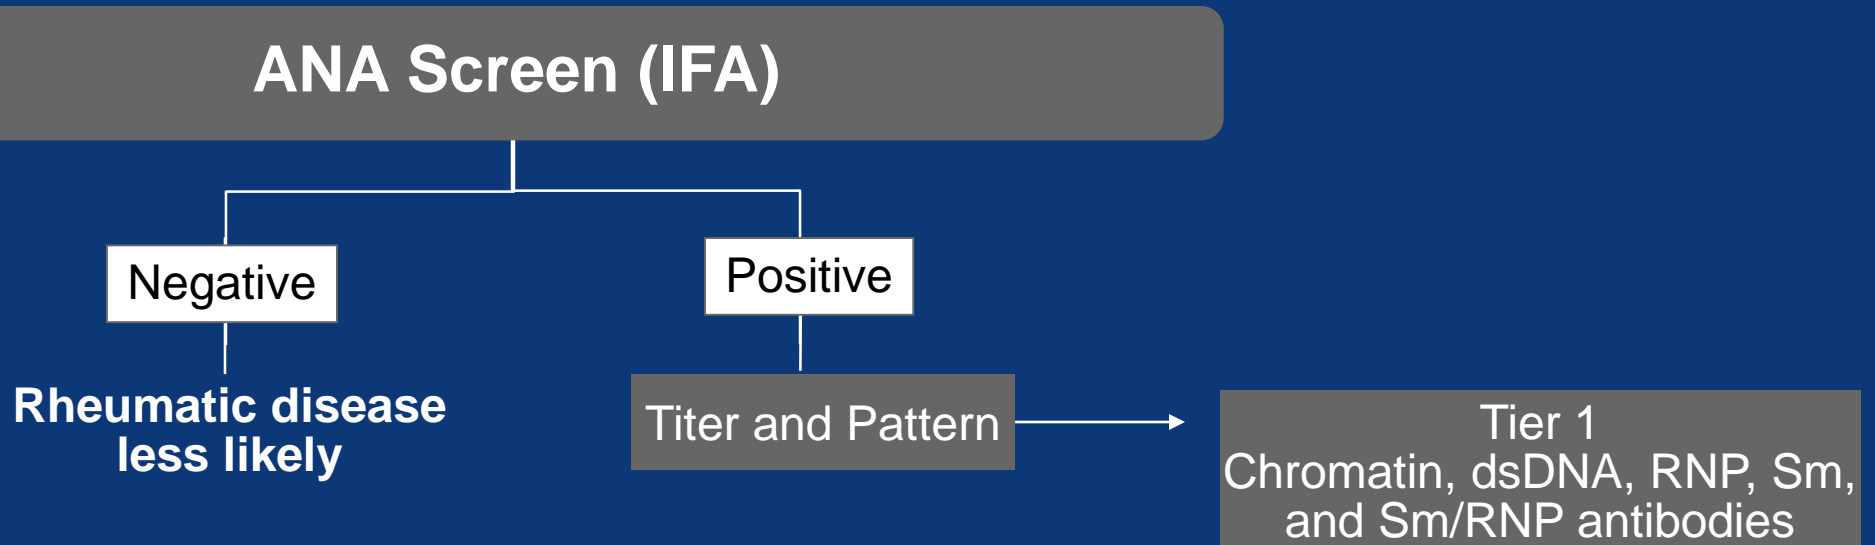 ANA Screen (IFA)
Negative
Positive
Rheumatic disease
less likely
Titer and Pattern
Tier 1
Chromatin, dsDNA, RNP, Sm,
and Sm/RNP antibodies